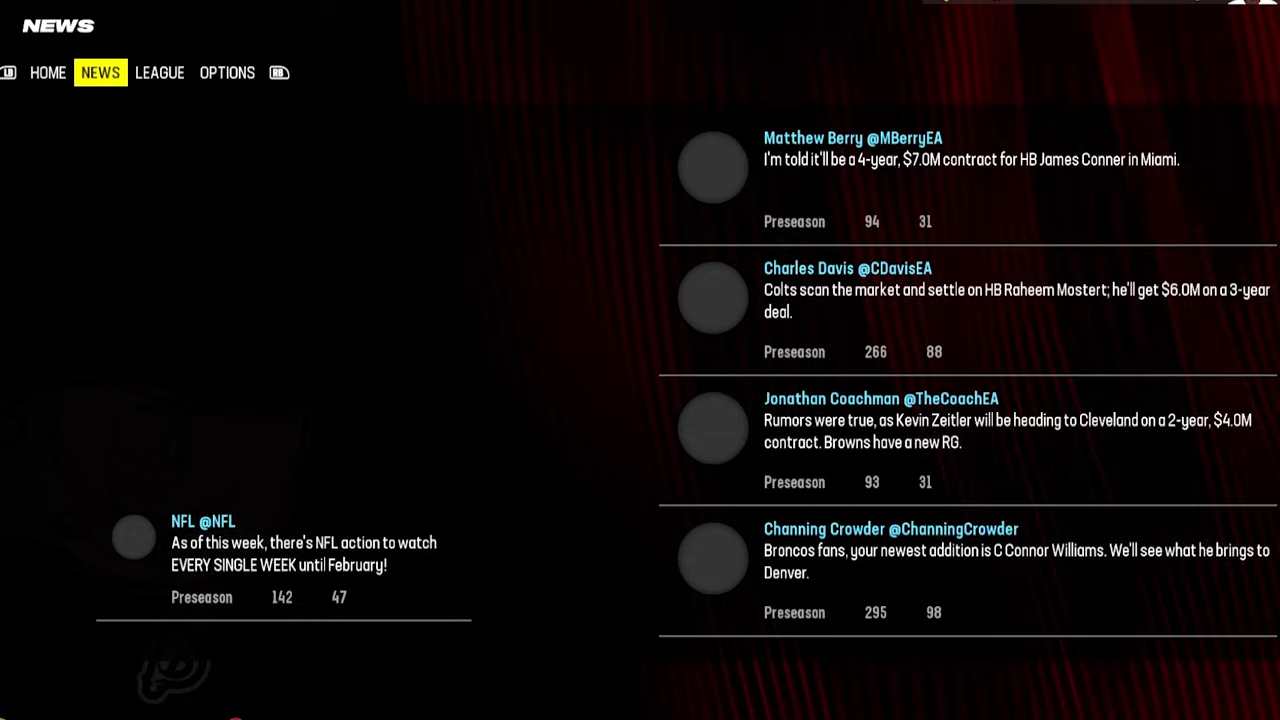 NEWS
LB HOME NEWS LEAGUE OPTIONS RB
Matthew Berry @MBerryEA
I'm told it'll be a 4-year, $7.0M contract for HB James Conner in Miami.
Preseason 94 31
Charles Davis @CDavisEA
Colts scan the market and settle on HB Raheem Mostert; he'll get $6.0M on a 3-year
deal.
Preseason 266 88
Jonathan Coachman @TheCoachEA
Rumors were true, as Kevin Zeitler will be heading to Cleveland on a 2-year, $4.0M
contract. Browns have a new RG.
Preseason 93 31
Channing Crowder @ChanningCrowder
Broncos fans, your newest addition is C Connor Williams. We'll see what he brings to
Denver.
Preseason 295 98
NFL @NFL
As of this week, there's NFL action to watch
EVERY SINGLE WEEK until February!
Preseason 142 47